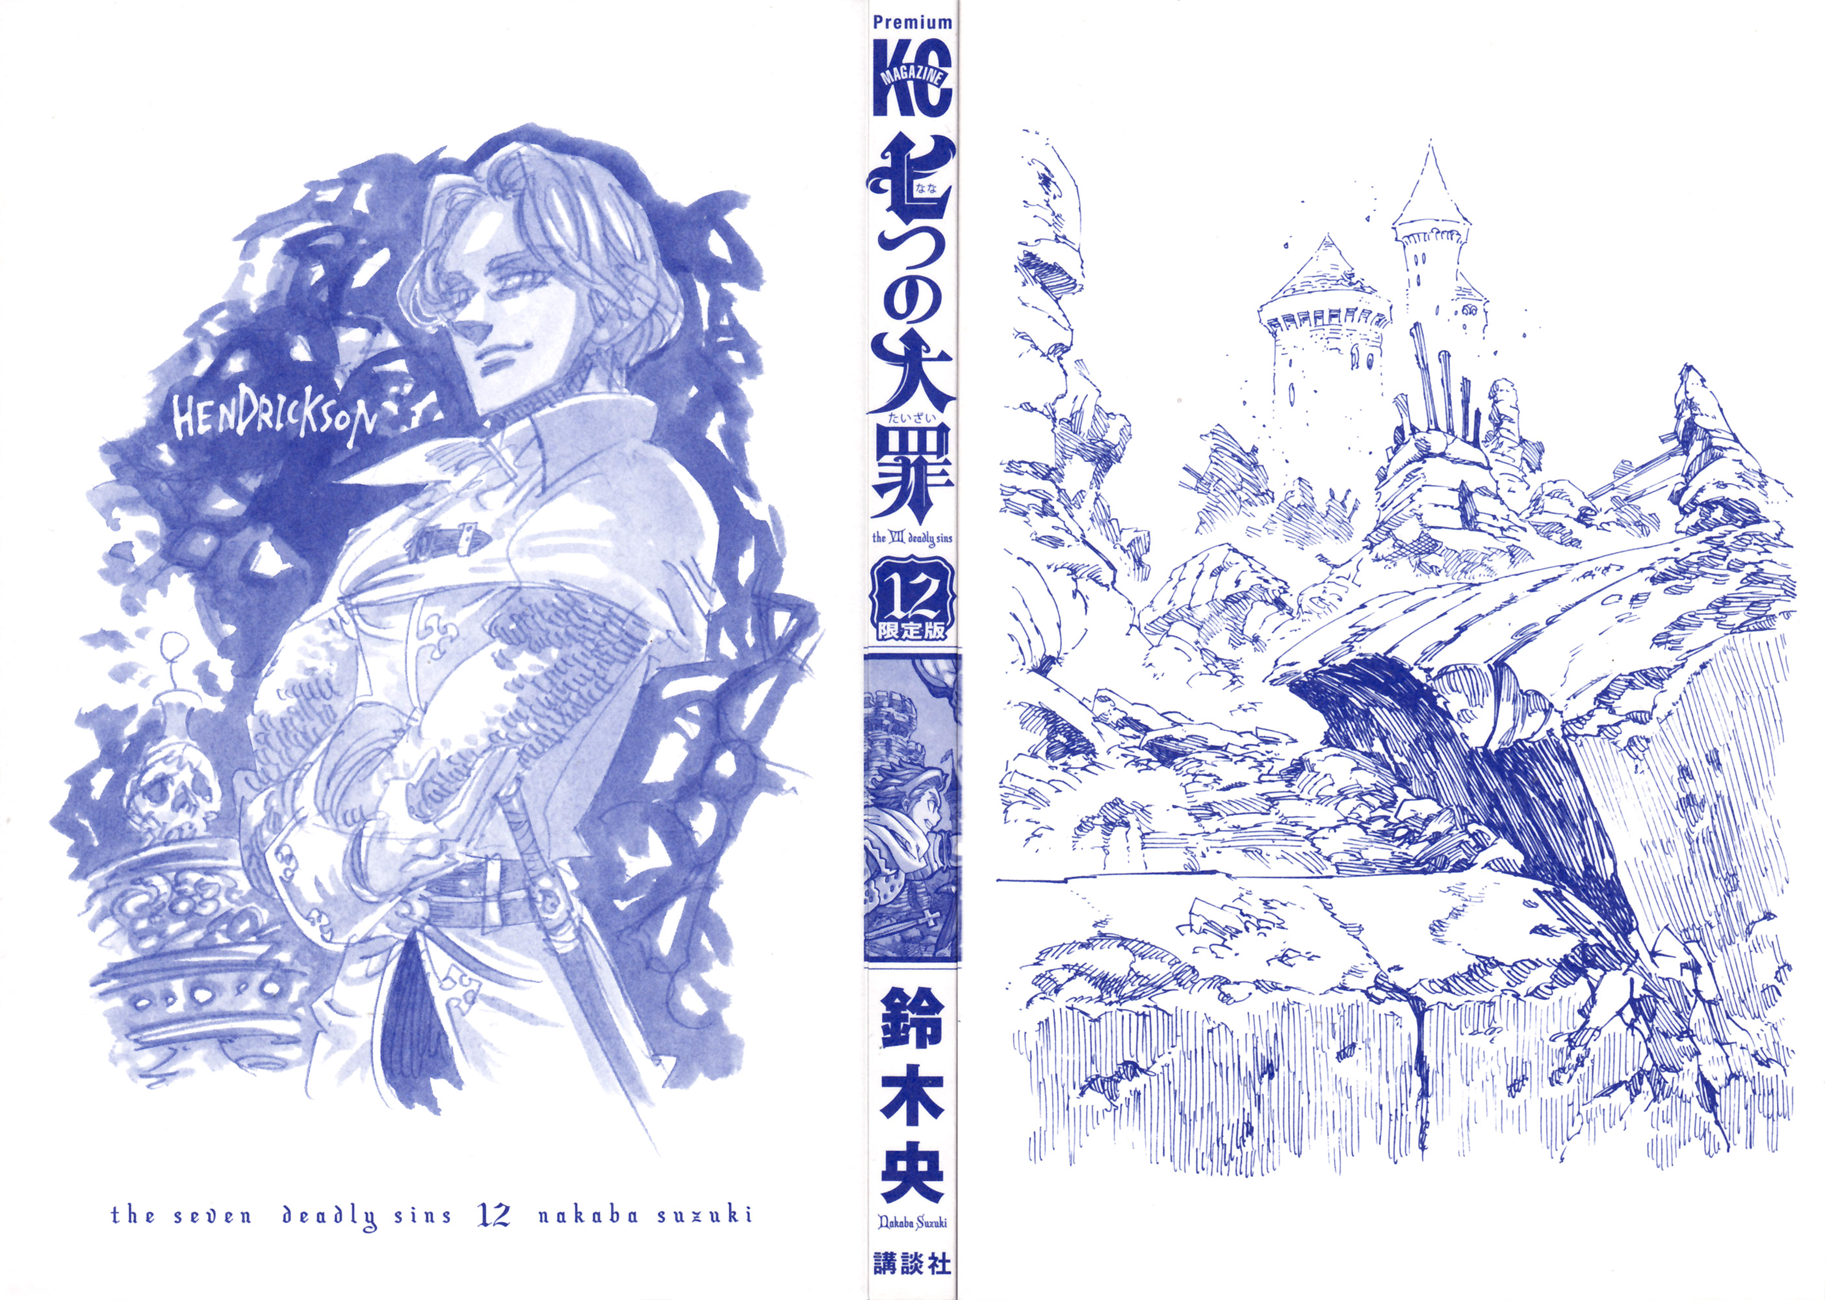 HENDRICKSON
the seven deadly sins 12 nakaba suzuki
Premium
KC
MAGAZINE
七つの大罪
なな
たいざい
the VII deadly sins
12
限定版
鈴木央
Nakaba Suzuki
講談社